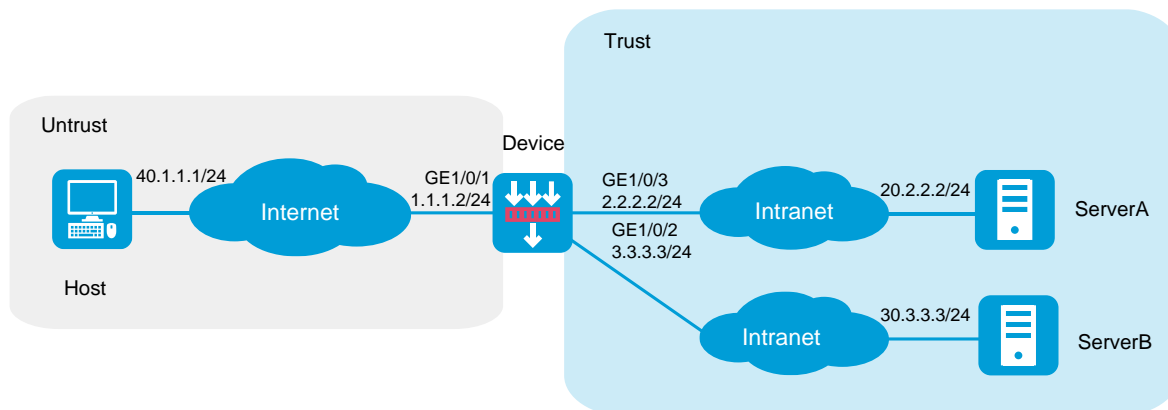 Trust
Untrust
Device
40.1.1.1/24
GE1/0/1
1.1.1.2/24
Internet
Host
GE1/0/3
2.2.2.2/24
GE1/0/2
3.3.3.3/24
Intranet
20.2.2.2/24
ServerA
Intranet
30.3.3.3/24
ServerB